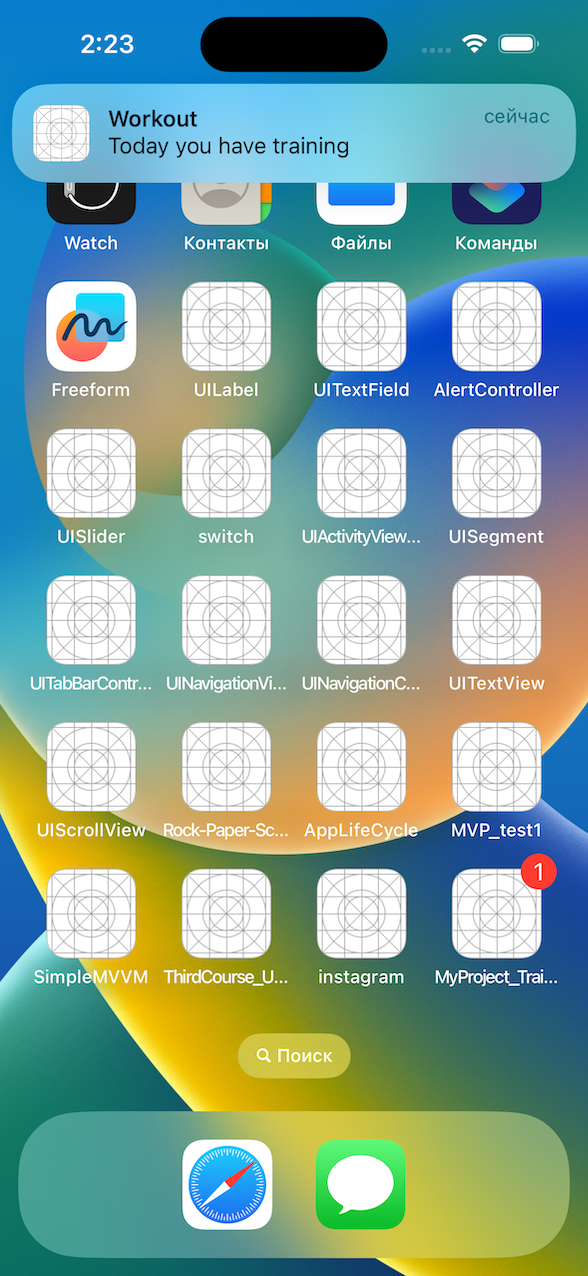 2:23
Workout
сейчас
Today you have training
Watch Контакты Файлы Команды
Freeform UILabel UITextField AlertController
UISlider switch UIActivityView... UISegment
UITabBarContr... UINavigationVi... UINavigationC... UITextView
UIScrollView Rock-Paper-Sc... AppLifeCycle MVP_test1
1
SimpleMVVM ThirdCourse_U... instagram MyProject_Trai...
Поиск